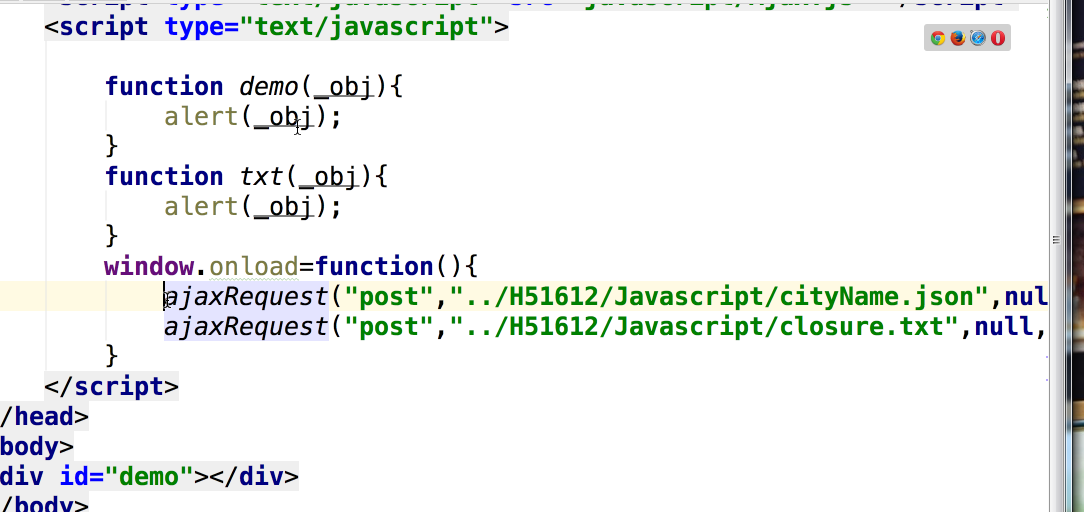 <script type="text/javascript">
function demo(_obj){
alert(_obj);
}
function txt(_obj){
alert(_obj);
}
window.onload=function(){
ajaxRequest("post","../H51612/Javascript/cityName.json",nul
ajaxRequest("post","../H51612/Javascript/closure.txt",null,
}
</script>
/head>
body>
div id="demo"></div>
/body>